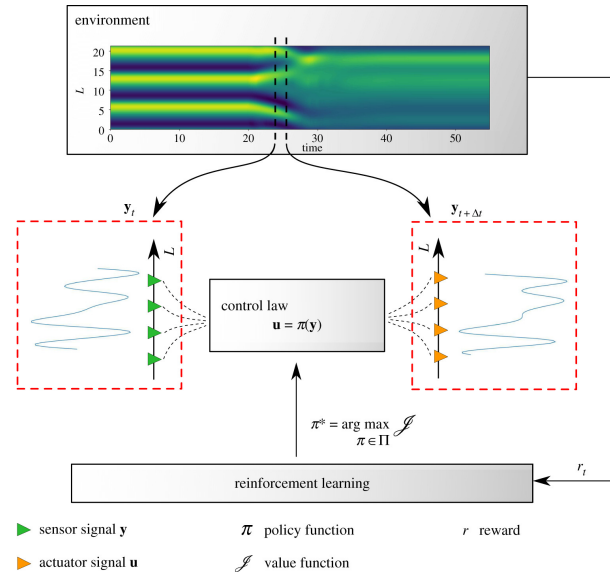 environment
20
15
10
5
0
L
0 10 20 30 40 50
time
y_t
y_{t + Δt}
L
L
control law
u = π(y)
π* = arg max 𝒥
π ∈ Π
r_t
reinforcement learning
sensor signal y
π policy function
r reward
actuator signal u
𝒥 value function